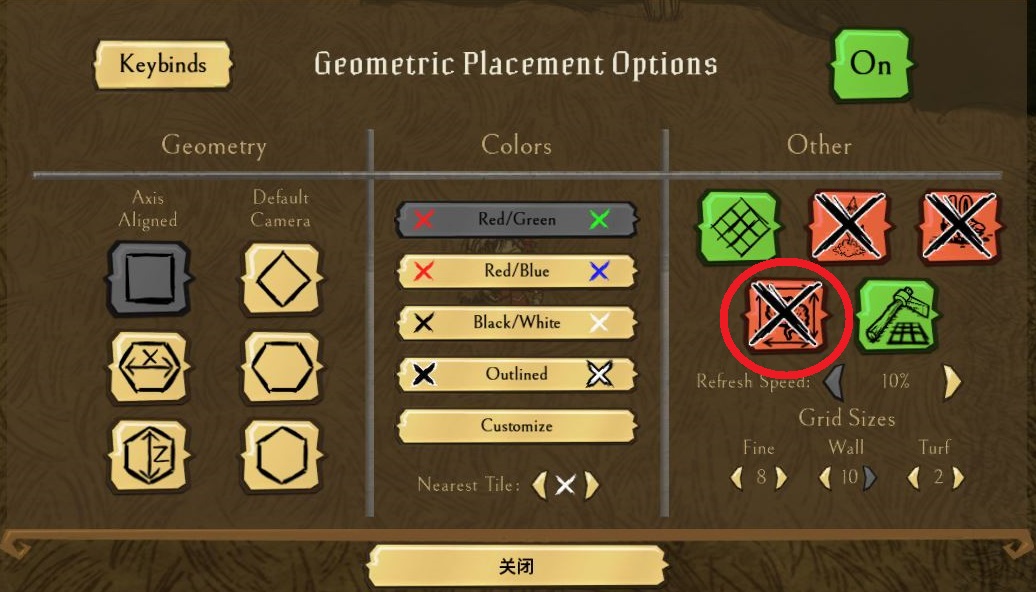 Keybinds
Geometric Placement Options
On
Geometry
Colors
Other
Axis
Aligned
Default
Camera
X
Z
Red/Green
Red/Blue
Black/White
Outlined
Customize
Nearest Tile:
Refresh Speed:
10%
Grid Sizes
Fine
Wall
Turf
8
10
2
关闭